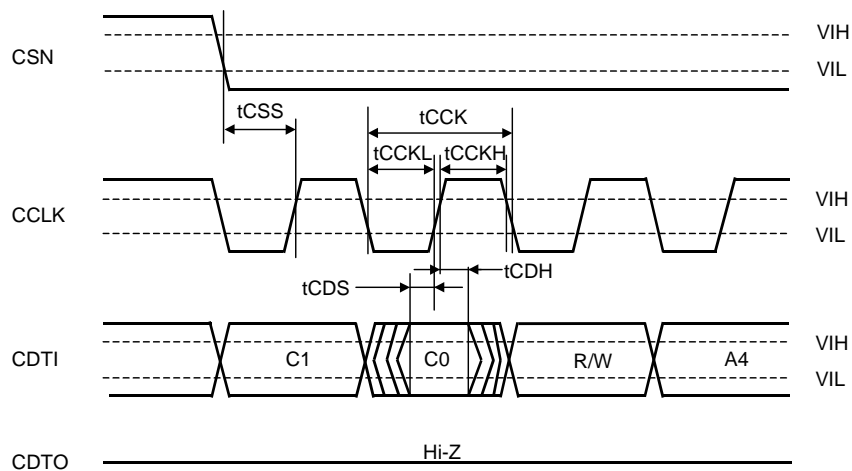 CSN
VIH
VIL
tCSS
tCCK
tCCKL
tCCKH
CCLK
VIH
VIL
tCDS
tCDH
CDTI
C1
C0
R/W
A4
VIH
VIL
CDTO
Hi-Z